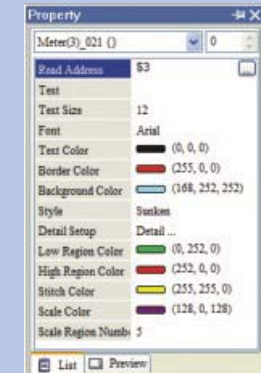 Property
Meter(3)_021 {} 0
Read Address $3 ...
Text
Text Size 12
Font Arial
Text Color (0, 0, 0)
Border Color (255, 0, 0)
Background Color (168, 252, 252)
Style Sunken
Detail Setup Detail ...
Low Region Color (0, 252, 0)
High Region Color (252, 0, 0)
Stitch Color (255, 255, 0)
Scale Color (128, 0, 128)
Scale Region Numbe 5
List Preview